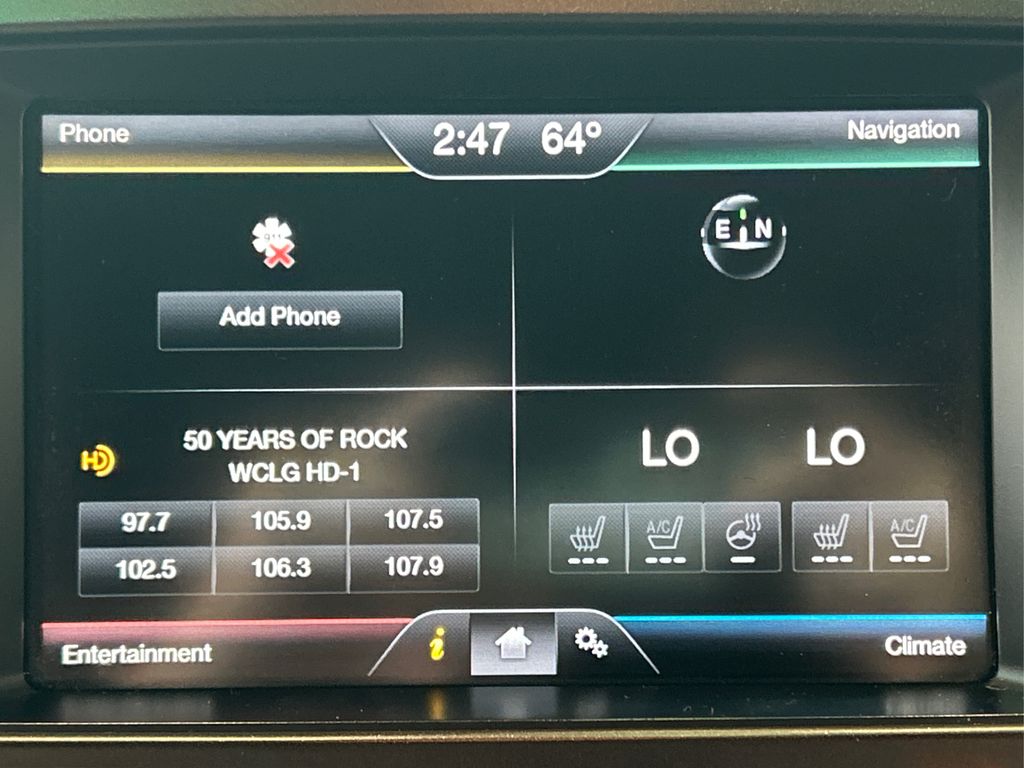 Phone
2:47 64°
Navigation
E N
Add Phone
50 YEARS OF ROCK
WCLG HD-1
HD
97.7 105.9 107.5
102.5 106.3 107.9
LO LO
A/C A/C
Entertainment
i
Climate